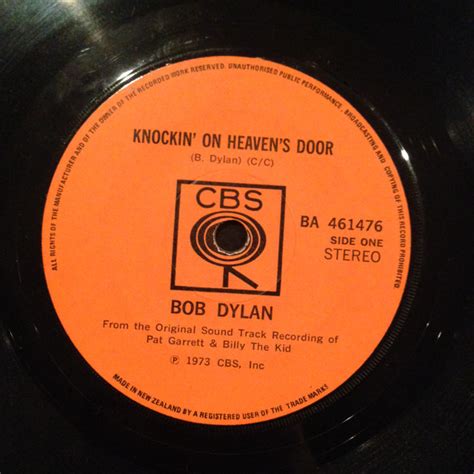 ALL RIGHTS OF THE MANUFACTURER AND OF THE OWNER OF THE RECORDED WORK RESERVED. UNAUTHORISED PUBLIC PERFORMANCE, BROADCASTING AND COPYING OF THIS RECORD PROHIBITED.
KNOCKIN' ON HEAVEN'S DOOR
(B. Dylan) (C/C)
CBS
BA 461476
SIDE ONE
STEREO
BOB DYLAN
From the Original Sound Track Recording of
Pat Garrett & Billy The Kid
℗ 1973 CBS, Inc
MADE IN NEW ZEALAND BY A REGISTERED USER OF THE TRADE MARKS